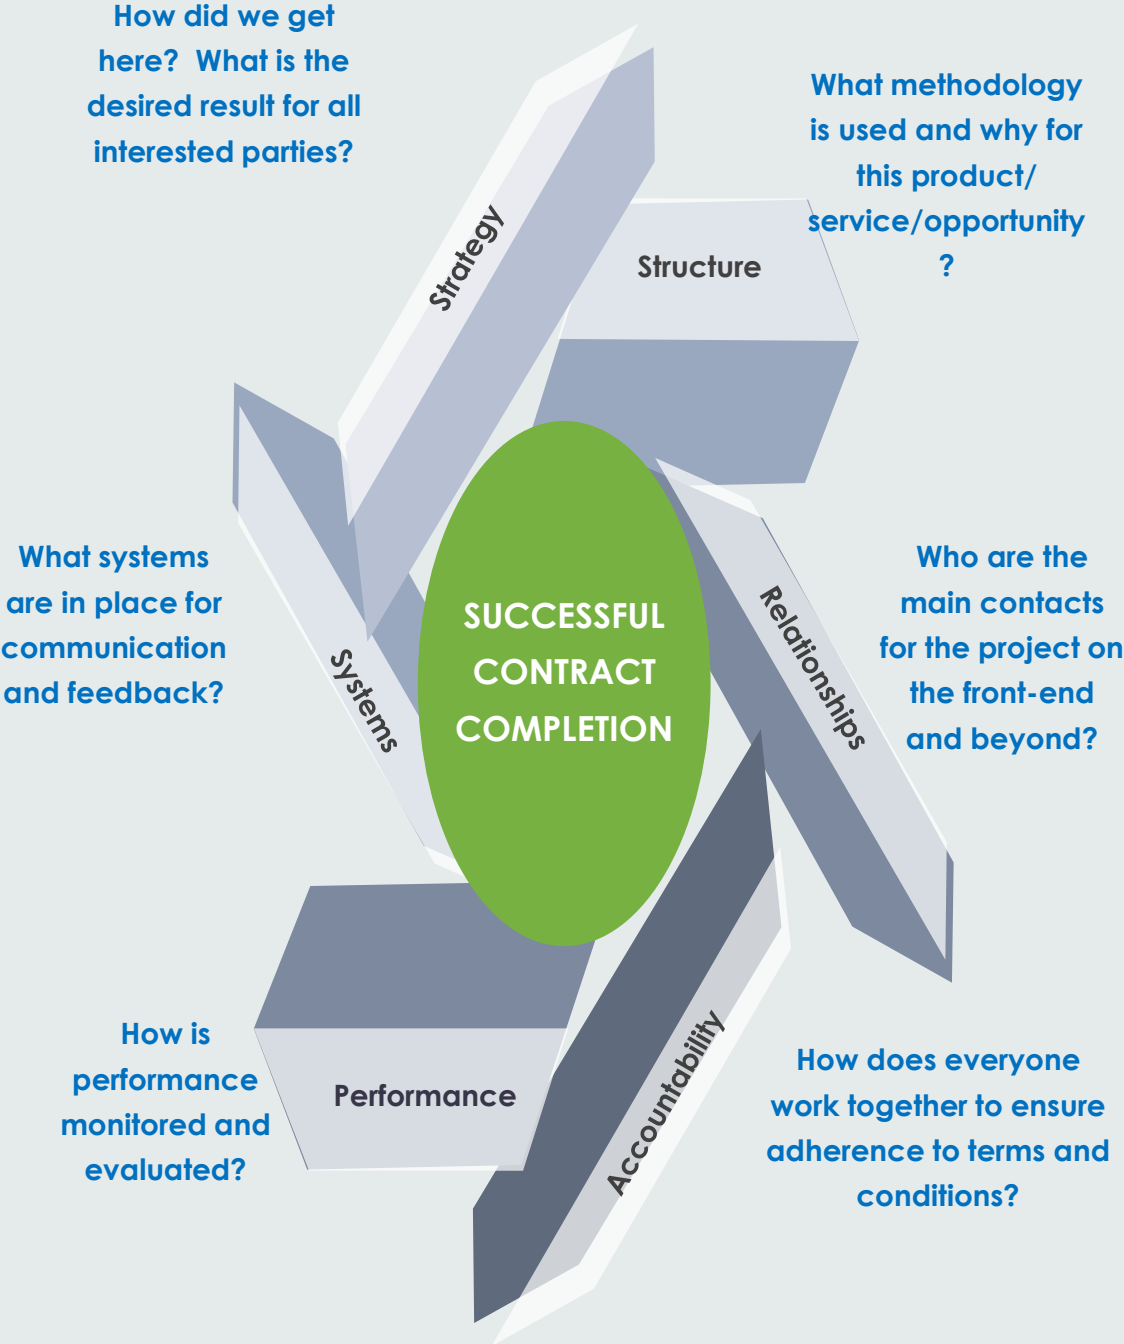 How did we get
here?  What is the
desired result for all
interested parties?
Strategy
What methodology
is used and why for
this product/
service/opportunity
?
Structure
Who are the
main contacts
for the project on
the front-end
and beyond?
Relationships
How does everyone
work together to ensure
adherence to terms and
conditions?
Accountability
How is
performance
monitored and
evaluated?
Performance
What systems
are in place for
communication
and feedback?
Systems
SUCCESSFUL
CONTRACT
COMPLETION